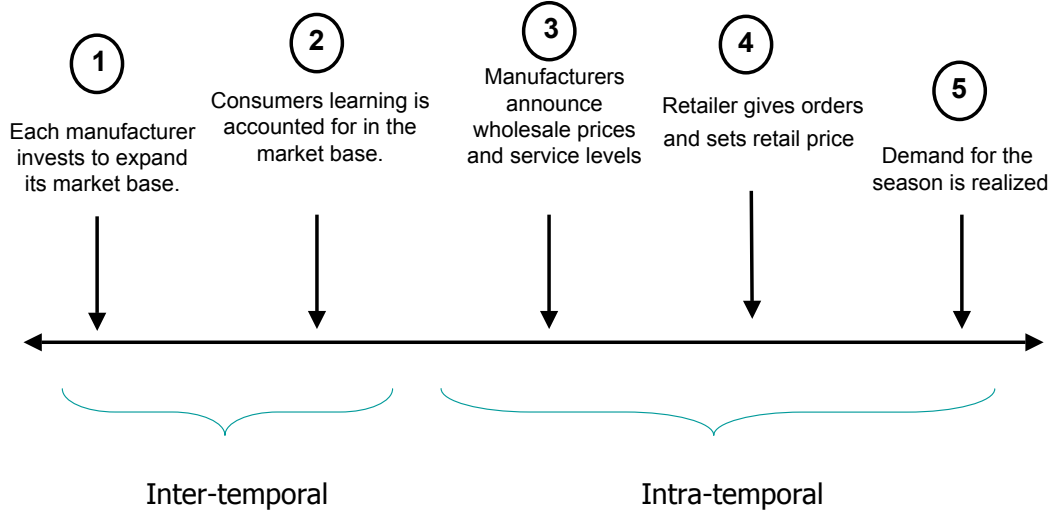 1
Each manufacturer
invests to expand
its market base.
2
Consumers learning is
accounted for in the
market base.
3
Manufacturers
announce
wholesale prices
and service levels
4
Retailer gives orders
and sets retail price
5
Demand for the
season is realized
Inter-temporal
Intra-temporal